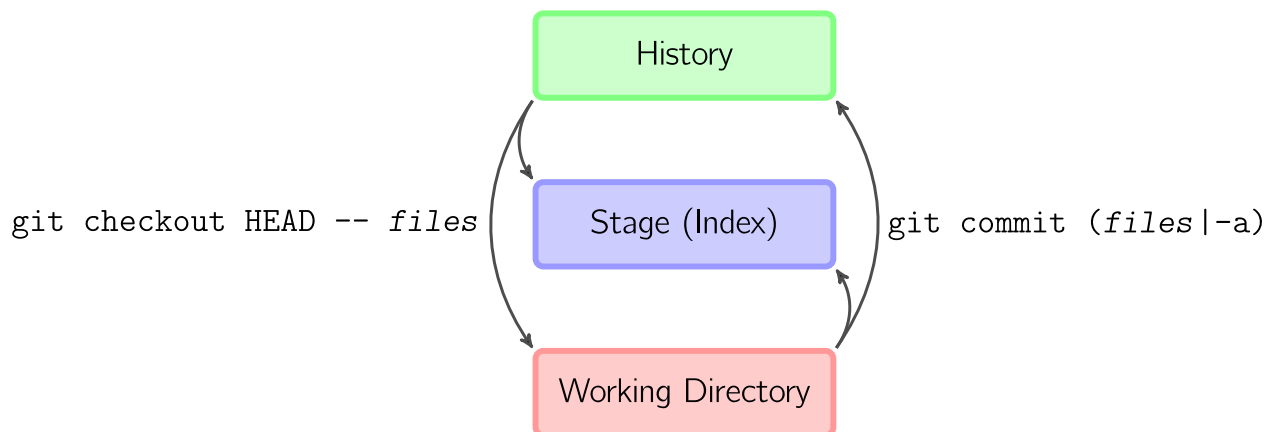 History
git checkout HEAD -- files
Stage (Index)
git commit (files|-a)
Working Directory